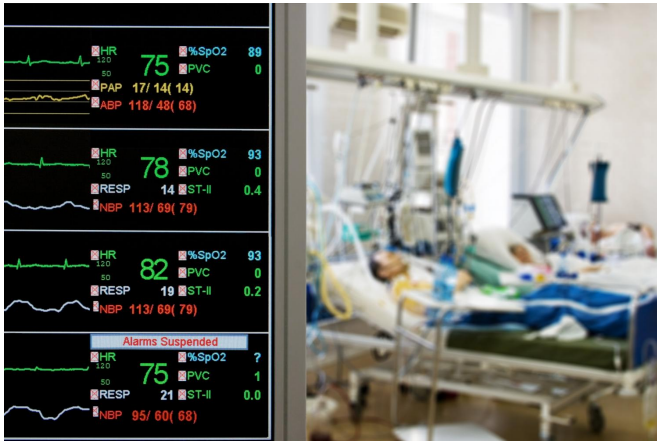 HR 75 %SpO2 89
120
50 PVC 0
PAP 17/ 14( 14)
ABP 118/ 48( 68)
HR 78 %SpO2 93
120
50 PVC 0
RESP 14 ST-II 0.4
NBP 113/ 69( 79)
HR 82 %SpO2 93
120
50 PVC 0
RESP 19 ST-II 0.2
NBP 113/ 69( 79)
Alarms Suspended
HR 75 %SpO2 ?
120
50 PVC 1
RESP 21 ST-II 0.0
NBP 95/ 60( 68)